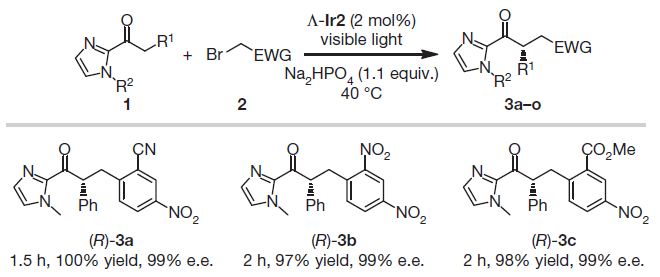 O
N
N
R²
R¹
1
+
Br
EWG
2
Λ-Ir2 (2 mol%)
visible light
Na₂HPO₄ (1.1 equiv.)
40 °C
O
N
N
R²
R¹
EWG
3a–o
O
CN
N
N
Ph
NO₂
(R)-3a
1.5 h, 100% yield, 99% e.e.
O
NO₂
N
N
Ph
NO₂
(R)-3b
2 h, 97% yield, 99% e.e.
O
CO₂Me
N
N
Ph
NO₂
(R)-3c
2 h, 98% yield, 99% e.e.